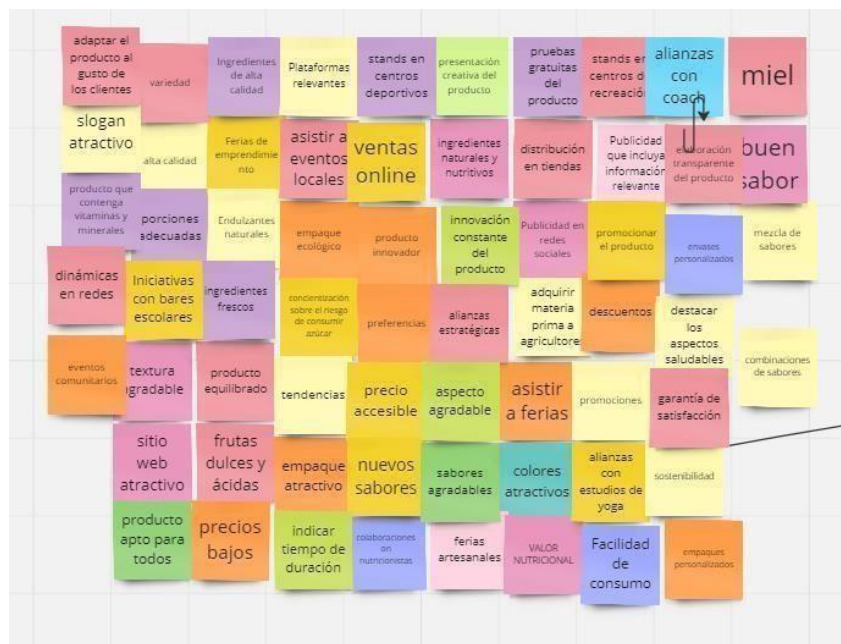 adaptar el
producto al
gusto de
los clientes
variedad
Ingredientes
de alta
calidad
Plataformas
relevantes
stands en
centros
deportivos
presentación
creativa del
producto
pruebas
gratuitas del
producto
stands en
centros de
recreación
alianzas
con
coach
miel
slogan
atractivo
alta calidad
Ferias de
emprendimie
nto
asistir a
eventos
locales
ventas
online
ingredientes
naturales y
nutritivos
distribución
en tiendas
Publicidad
que incluya
información
relevante
elaboración
transparente
del producto
buen
sabor
producto que
contenga
vitaminas y
minerales
porciones
adecuadas
Endulzantes
naturales
empaque
ecológico
producto
innovador
innovación
constante
del
producto
Publicidad en
redes
sociales
promocionar
el producto
envases
personalizados
mezcla de
sabores
dinámicas
en redes
Iniciativas
con bares
escolares
ingredientes
frescos
concientización
sobre el riesgo
de consumir
azúcar
preferencias
alianzas
estratégicas
adquirir
materia
prima a
agricultores
descuentos
destacar
los
aspectos
saludables
combinaciones
de sabores
eventos
comunitarios
textura
agradable
producto
equilibrado
tendencias
precio
accesible
aspecto
agradable
asistir
a ferias
promociones
garantía de
satisfacción
sitio
web
atractivo
frutas
dulces y
ácidas
empaque
atractivo
nuevos
sabores
sabores
agradables
colores
atractivos
alianzas
con
estudios de
yoga
sostenibilidad
producto
apto para
todos
precios
bajos
indicar
tiempo de
duración
colaboraciones
on
nutricionistas
ferias
artesanales
VALOR
NUTRICIONAL
Facilidad
de
consumo
empaques
personalizados